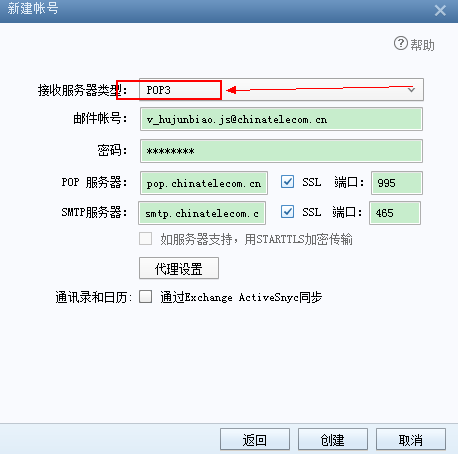 新建帐号
帮助
接收服务器类型: POP3
邮件帐号: v_hujunbiao.js@chinatelecom.cn
密码: ********
POP 服务器: pop.chinatelecom.cn SSL 端口: 995
SMTP服务器: smtp.chinatelecom.c SSL 端口: 465
如服务器支持，用STARTTLS加密传输
代理设置
通讯录和日历: 通过Exchange ActiveSnyc同步
返回 创建 取消